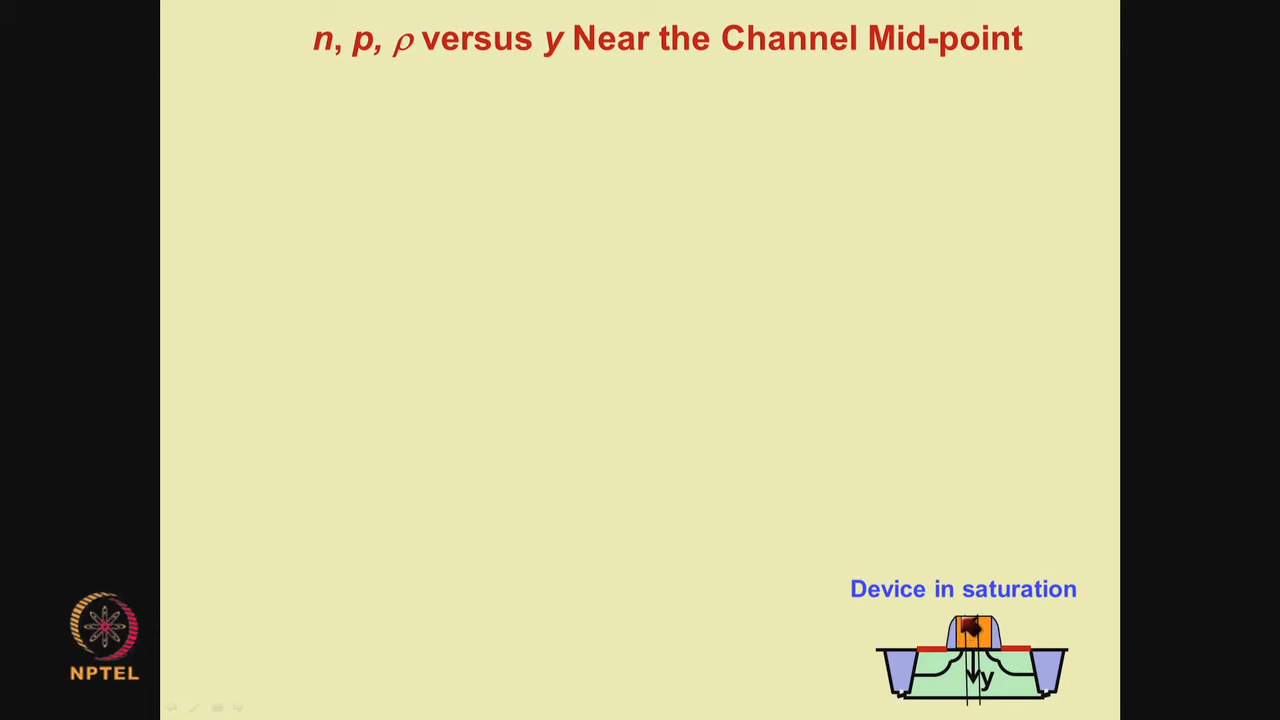 n, p, ρ versus y Near the Channel Mid-point
Device in saturation
y
NPTEL